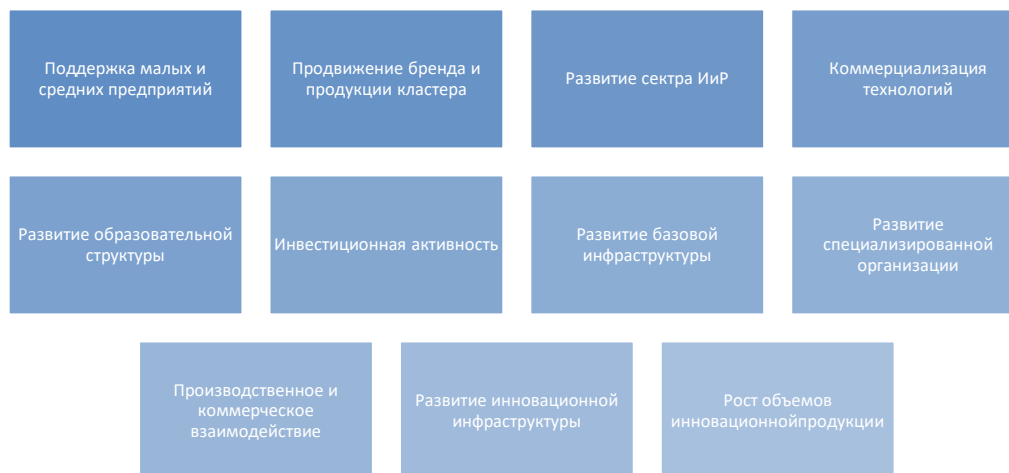 Поддержка малых и
средних предприятий
Продвижение бренда и
продукции кластера
Развитие сектра ИиР
Коммерциализация
технологий
Развитие образовательной
структуры
Инвестиционная активность
Развитие базовой
инфраструктуры
Развитие
специализированной
организации
Производственное и
коммерческое
взаимодействие
Развитие инновационной
инфраструктуры
Рост объемов
инновационнойпродукции